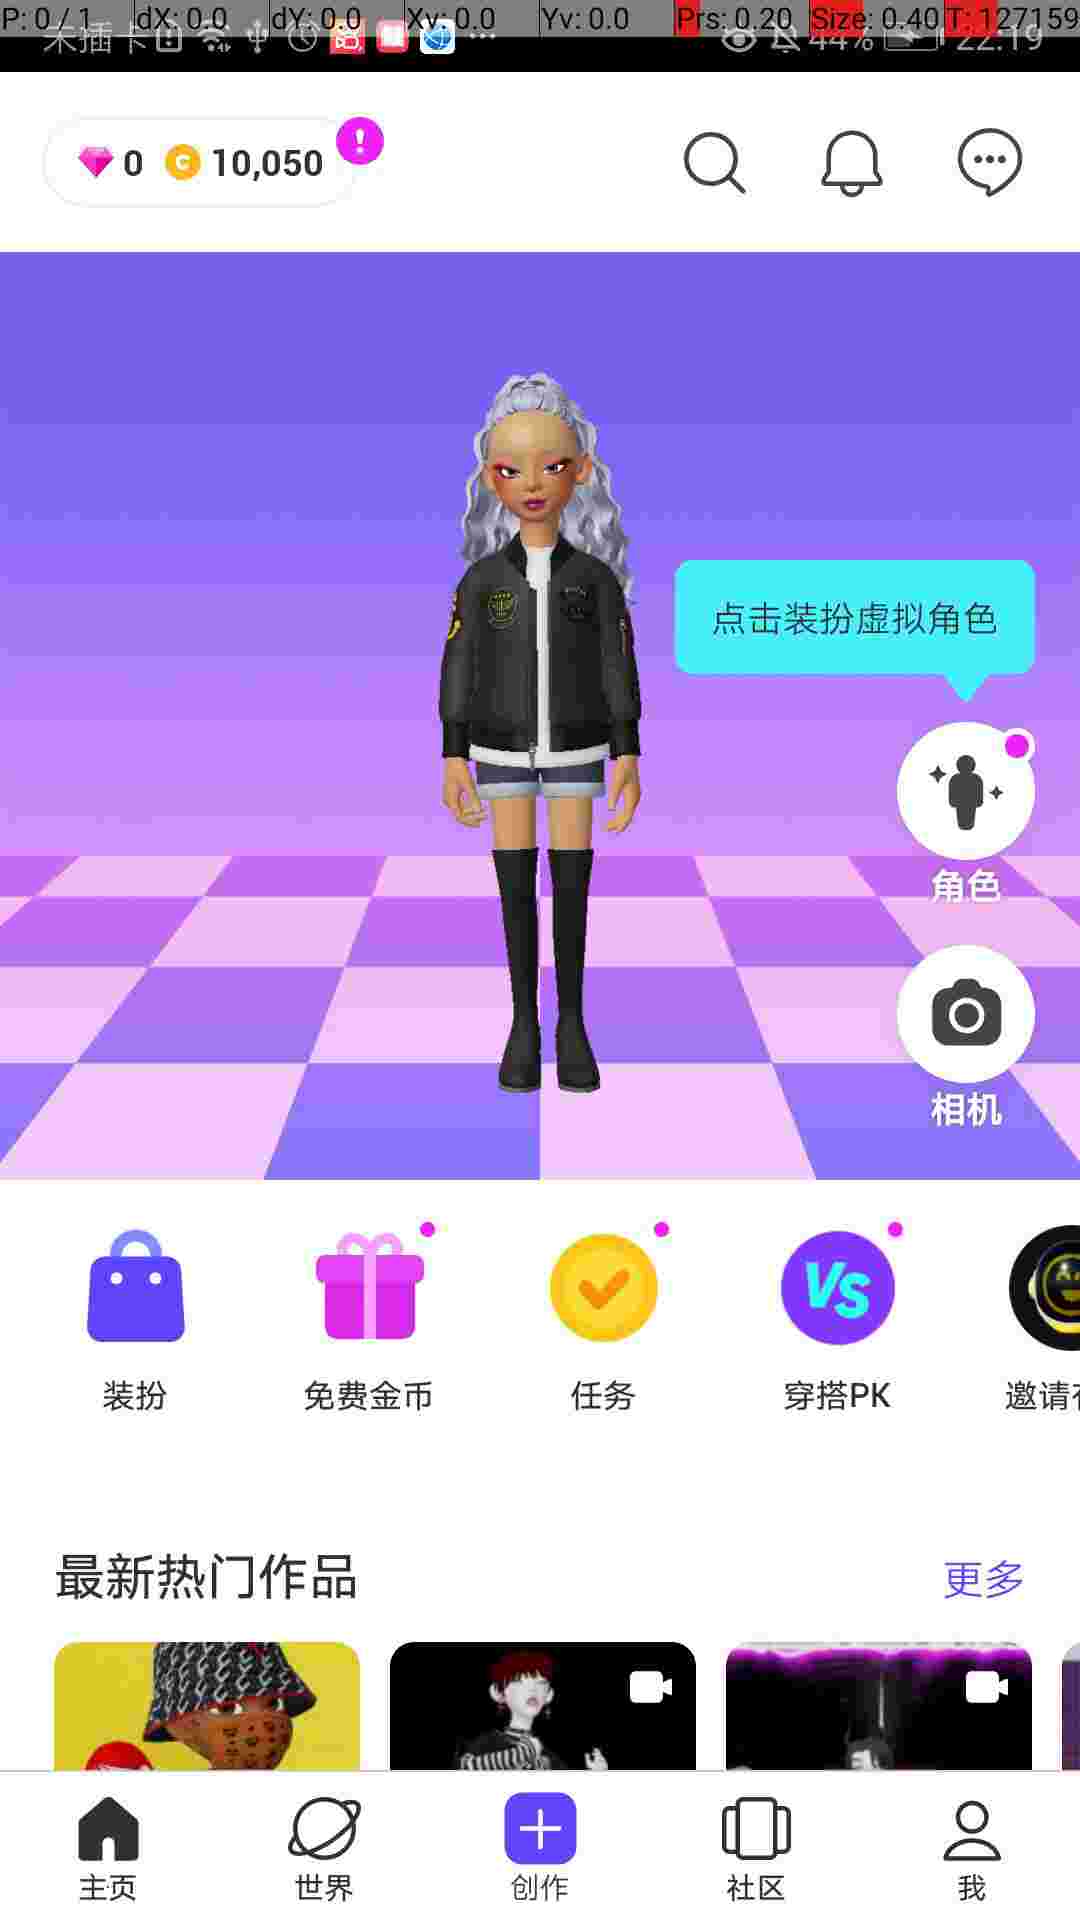 P: 0 / 1 dX: 0.0 dY: 0.0 Xv: 0.0 Yv: 0.0 Prs: 0.20 Size: 0.40 T: 127159
未插卡 44% 22:19
0 10,050
点击装扮虚拟角色
角色
相机
VS
装扮 免费金币 任务 穿搭PK 邀请
最新热门作品 更多
主页 世界 创作 社区 我